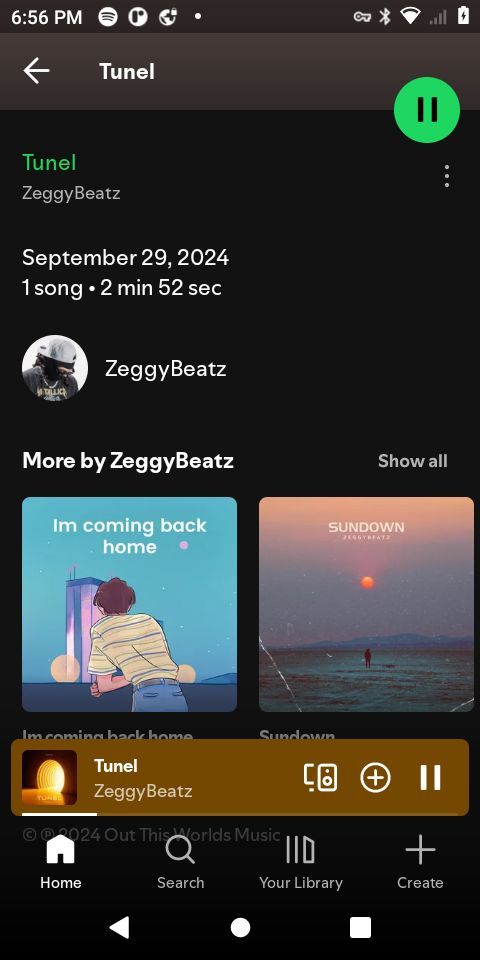 6:56 PM
Tunel
Tunel
ZeggyBeatz
September 29, 2024
1 song • 2 min 52 sec
ZeggyBeatz
More by ZeggyBeatz
Show all
Im coming back
home
SUNDOWN
ZEGGYBEATZ
Im coming back home
Sundown
Tunel
ZeggyBeatz
TUNEL
© ℗ 2024 Out This Worlds Music
Home
Search
Your Library
Create